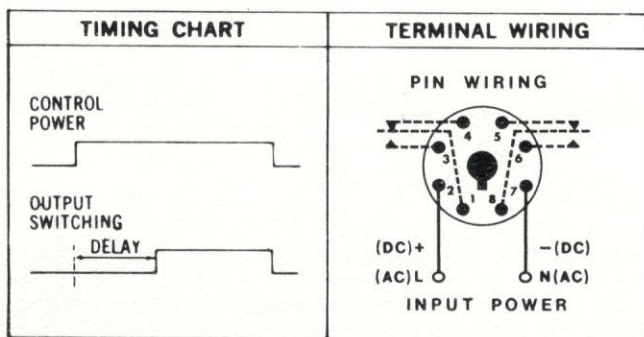 TIMING CHART
CONTROL
POWER
OUTPUT
SWITCHING
DELAY
TERMINAL WIRING
PIN WIRING
4 5
3 6
2 7
1 8
(DC)+ −(DC)
(AC)L N(AC)
INPUT POWER